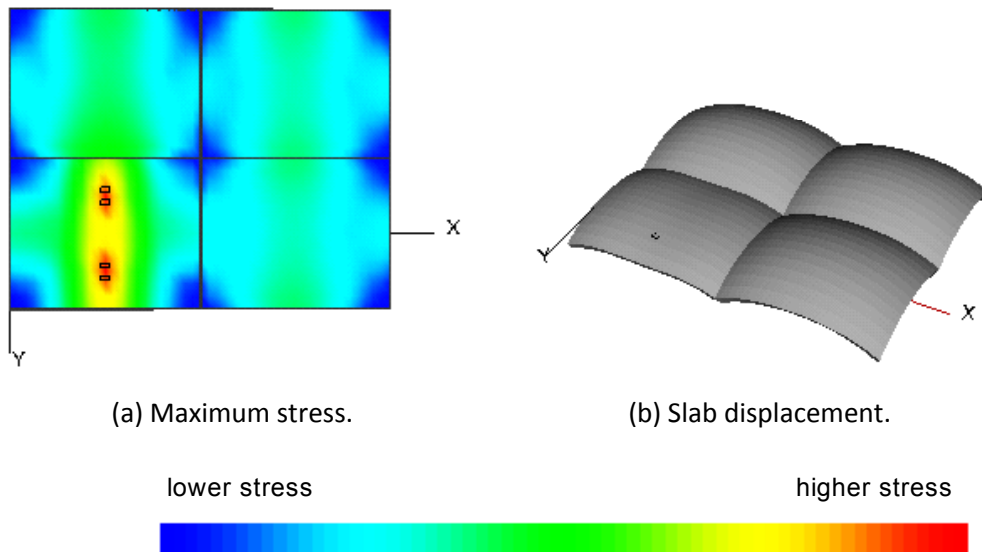 X
Y
Y
X
(a) Maximum stress.
(b) Slab displacement.
lower stress
higher stress